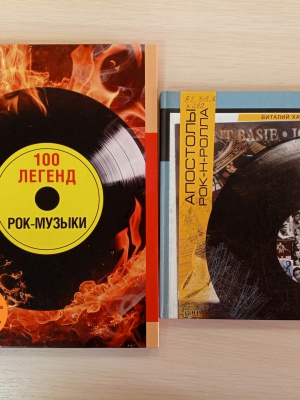 100
ЛЕГЕНД
РОК-МУЗЫКИ
АПОСТОЛЫ
РОК-Н-РОЛЛА
ВИТАЛИЙ
BASIE